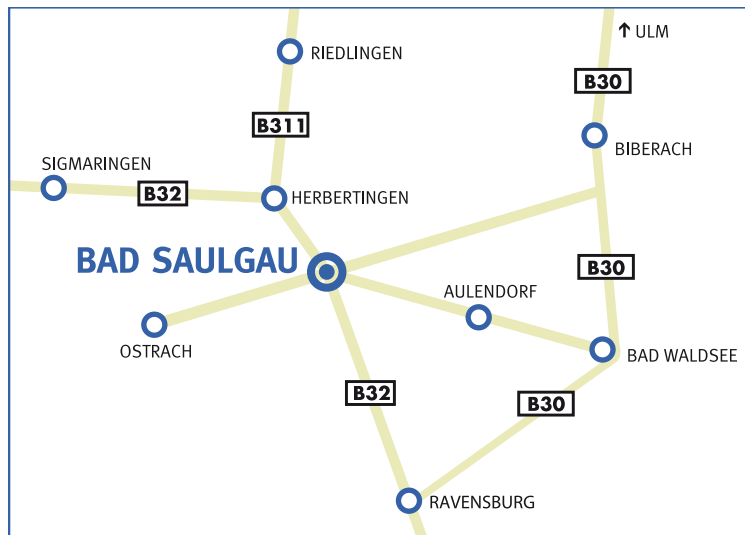 ↑ ULM
RIEDLINGEN
B30
B311
BIBERACH
SIGMARINGEN
B32
HERBERTINGEN
BAD SAULGAU
B30
AULENDORF
OSTRACH
BAD WALDSEE
B32
B30
RAVENSBURG